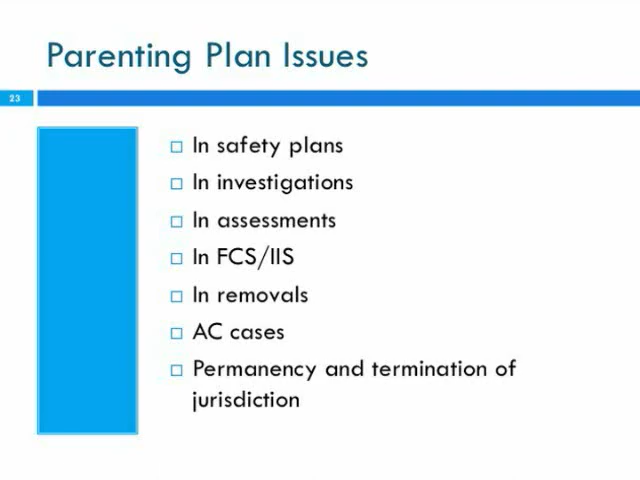 Parenting Plan Issues
23
In safety plans
In investigations
In assessments
In FCS/IIS
In removals
AC cases
Permanency and termination of
jurisdiction